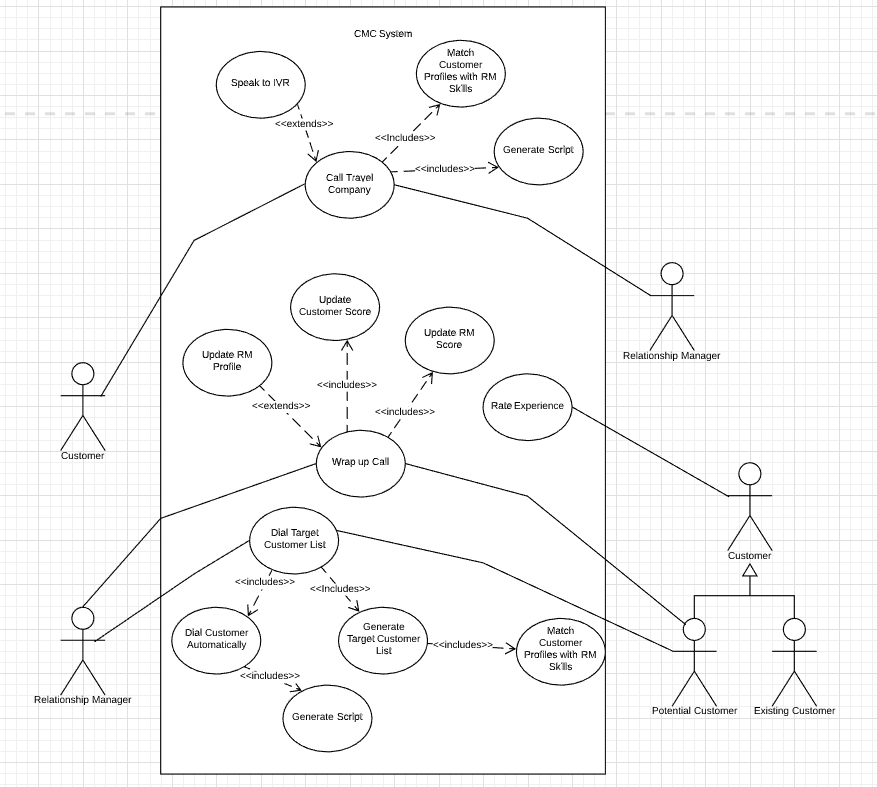 CMC System
Speak to IVR
Match
Customer
Profiles with RM
Skills
<<extends>>
<<Includes>>
<<includes>>
Generate Script
Call Travel
Company
Relationship Manager
Update
Customer Score
Update RM
Score
Update RM
Profile
<<extends>>
<<includes>>
<<includes>>
Rate Experience
Customer
Wrap up Call
Dial Target
Customer List
Customer
<<includes>>
<<Includes>>
Dial Customer
Automatically
Generate
Target Customer
List
<<includes>>
Match
Customer
Profiles with RM
Skills
<<includes>>
Generate Script
Relationship Manager
Potential Customer
Existing Customer